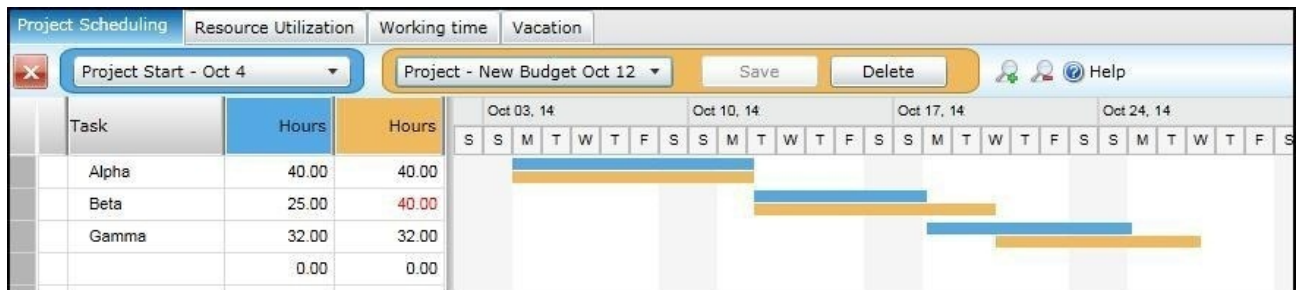 Project Scheduling Resource Utilization Working time Vacation
Project Start - Oct 4 Project - New Budget Oct 12 Save Delete Help
Oct 03, 14 Oct 10, 14 Oct 17, 14 Oct 24, 14
Task Hours Hours
S S M T W T F S S M T W T F S S M T W T F S S M T W T F S
Alpha 40.00 40.00
Beta 25.00 40.00
Gamma 32.00 32.00
0.00 0.00